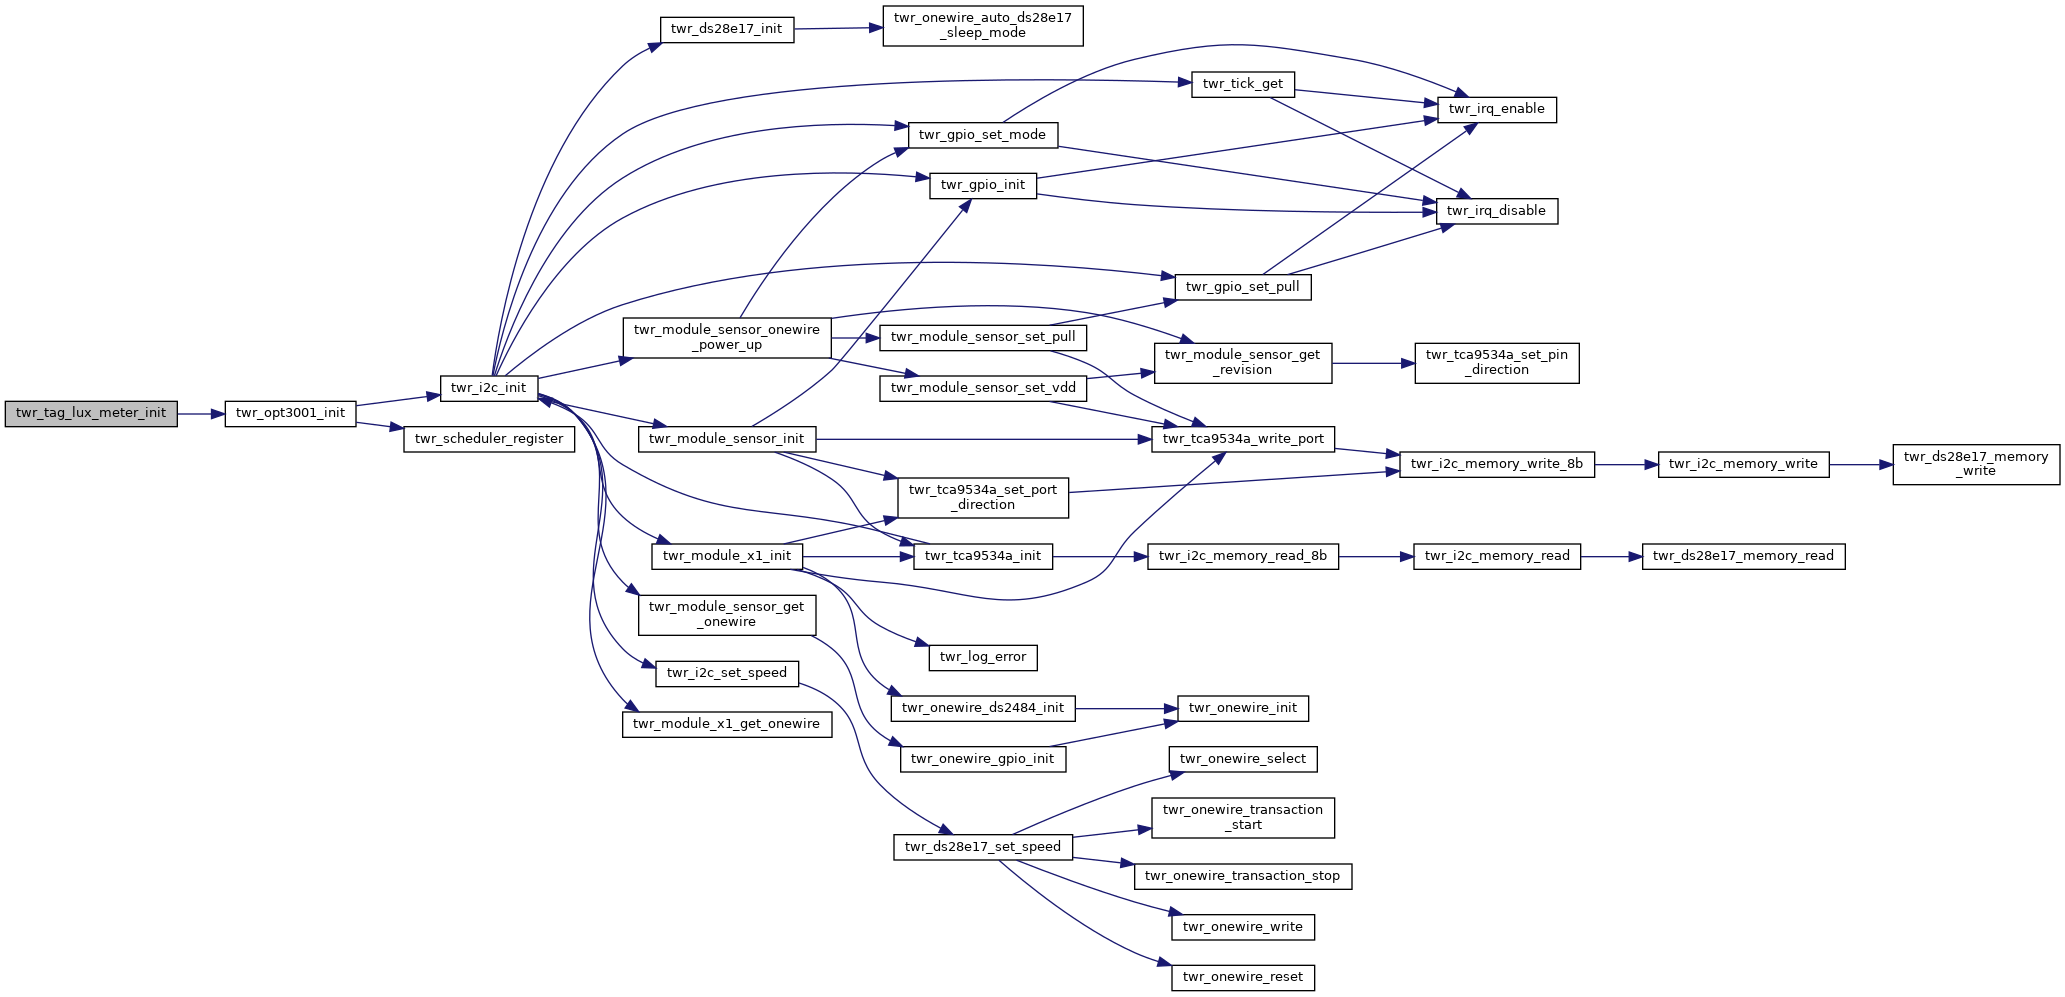 twr_tag_lux_meter_init
twr_opt3001_init
twr_i2c_init
twr_scheduler_register
twr_ds28e17_init
twr_onewire_auto_ds28e17
_sleep_mode
twr_tick_get
twr_irq_enable
twr_gpio_set_mode
twr_gpio_init
twr_irq_disable
twr_gpio_set_pull
twr_module_sensor_onewire
_power_up
twr_module_sensor_set_pull
twr_module_sensor_get
_revision
twr_tca9534a_set_pin
_direction
twr_module_sensor_set_vdd
twr_module_sensor_init
twr_tca9534a_write_port
twr_i2c_memory_write_8b
twr_i2c_memory_write
twr_ds28e17_memory
_write
twr_tca9534a_set_port
_direction
twr_module_x1_init
twr_tca9534a_init
twr_i2c_memory_read_8b
twr_i2c_memory_read
twr_ds28e17_memory_read
twr_module_sensor_get
_onewire
twr_log_error
twr_i2c_set_speed
twr_onewire_ds2484_init
twr_onewire_init
twr_module_x1_get_onewire
twr_onewire_gpio_init
twr_onewire_select
twr_onewire_transaction
_start
twr_ds28e17_set_speed
twr_onewire_transaction_stop
twr_onewire_write
twr_onewire_reset